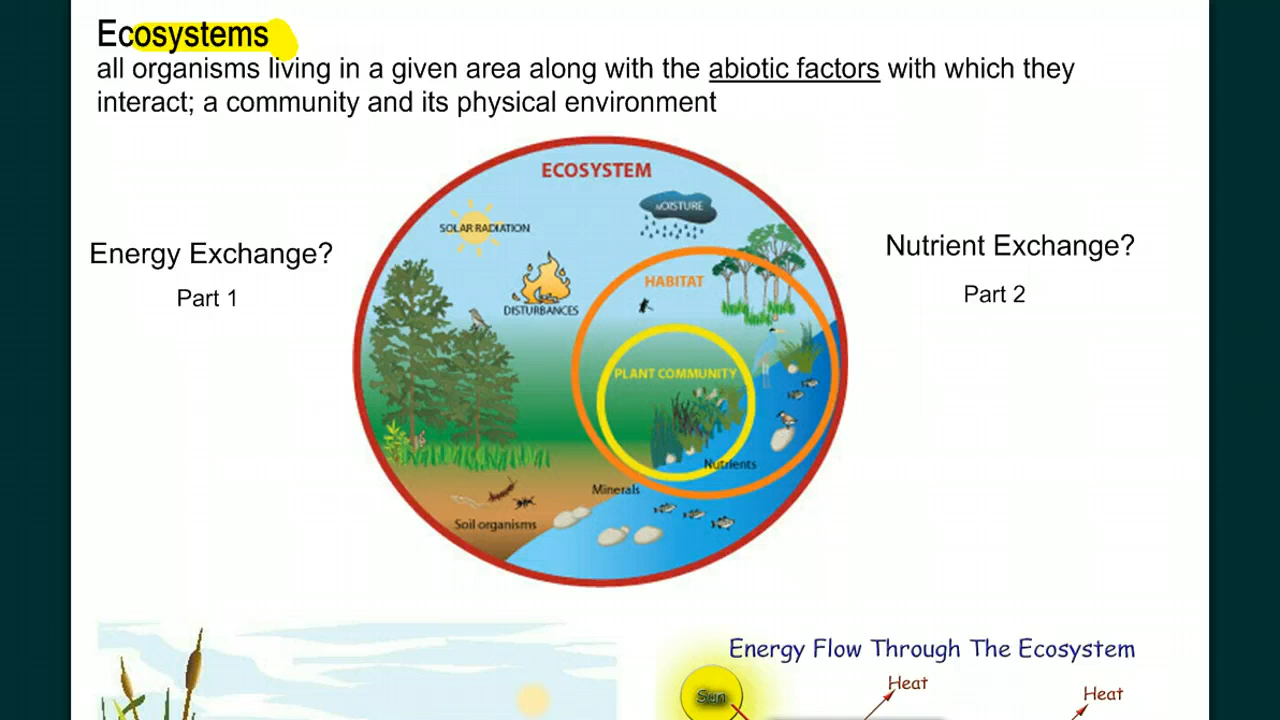 Ecosystems
all organisms living in a given area along with the abiotic factors with which they
interact; a community and its physical environment
ECOSYSTEM
MOISTURE
SOLAR RADIATION
Energy Exchange?
Nutrient Exchange?
HABITAT
Part 1
Part 2
DISTURBANCES
PLANT COMMUNITY
Nutrients
Minerals
Soil organisms
Energy Flow Through The Ecosystem
Sun
Heat
Heat